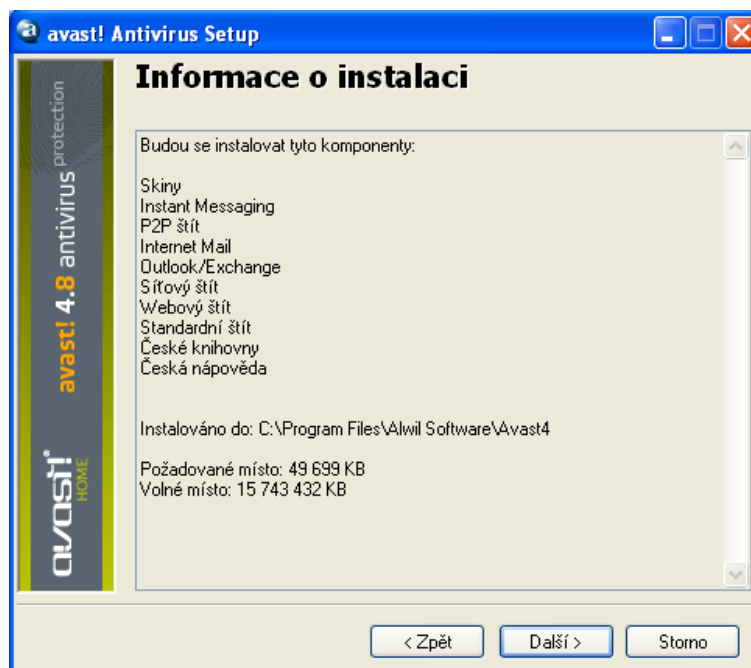 avast! Antivirus Setup
avast! 4.8 antivirus protection
avast!
HOME
Informace o instalaci
Budou se instalovat tyto komponenty:
Skiny
Instant Messaging
P2P štít
Internet Mail
Outlook/Exchange
Síťový štít
Webový štít
Standardní štít
České knihovny
Česká nápověda
Instalováno do: C:\Program Files\Alwil Software\Avast4
Požadované místo: 49 699 KB
Volné místo: 15 743 432 KB
< Zpět
Další >
Storno